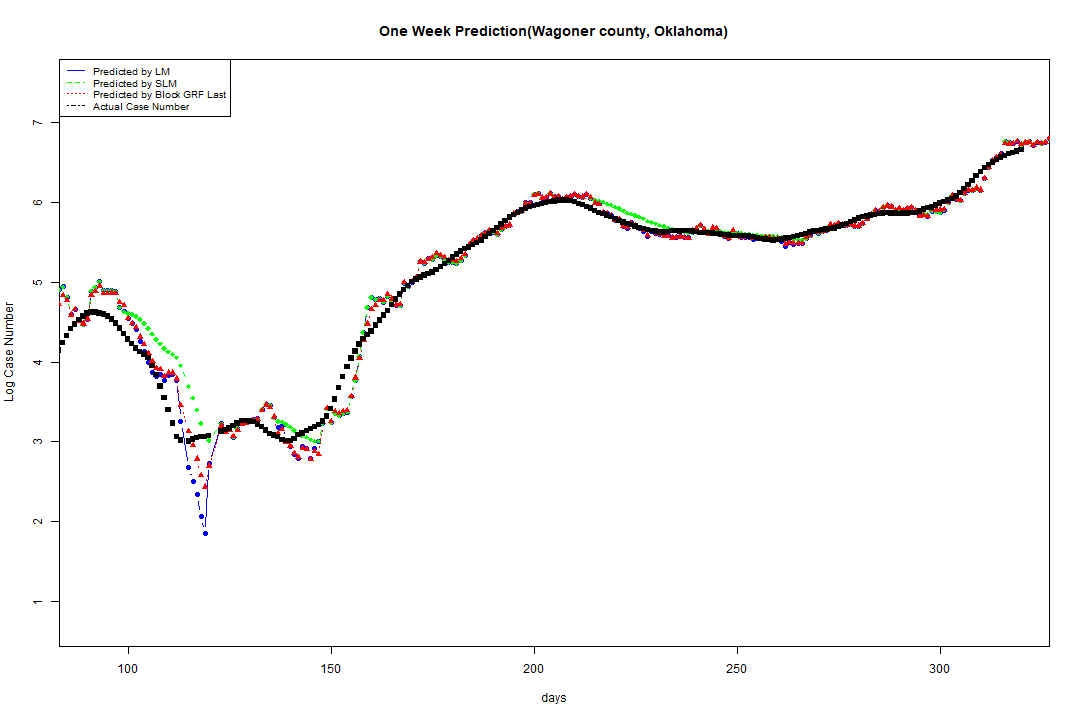 One Week Prediction(Wagoner county, Oklahoma)
Predicted by LM
Predicted by SLM
Predicted by Block GRF Last
Actual Case Number
Log Case Number
7
6
5
4
3
2
1
100 150 200 250 300
days